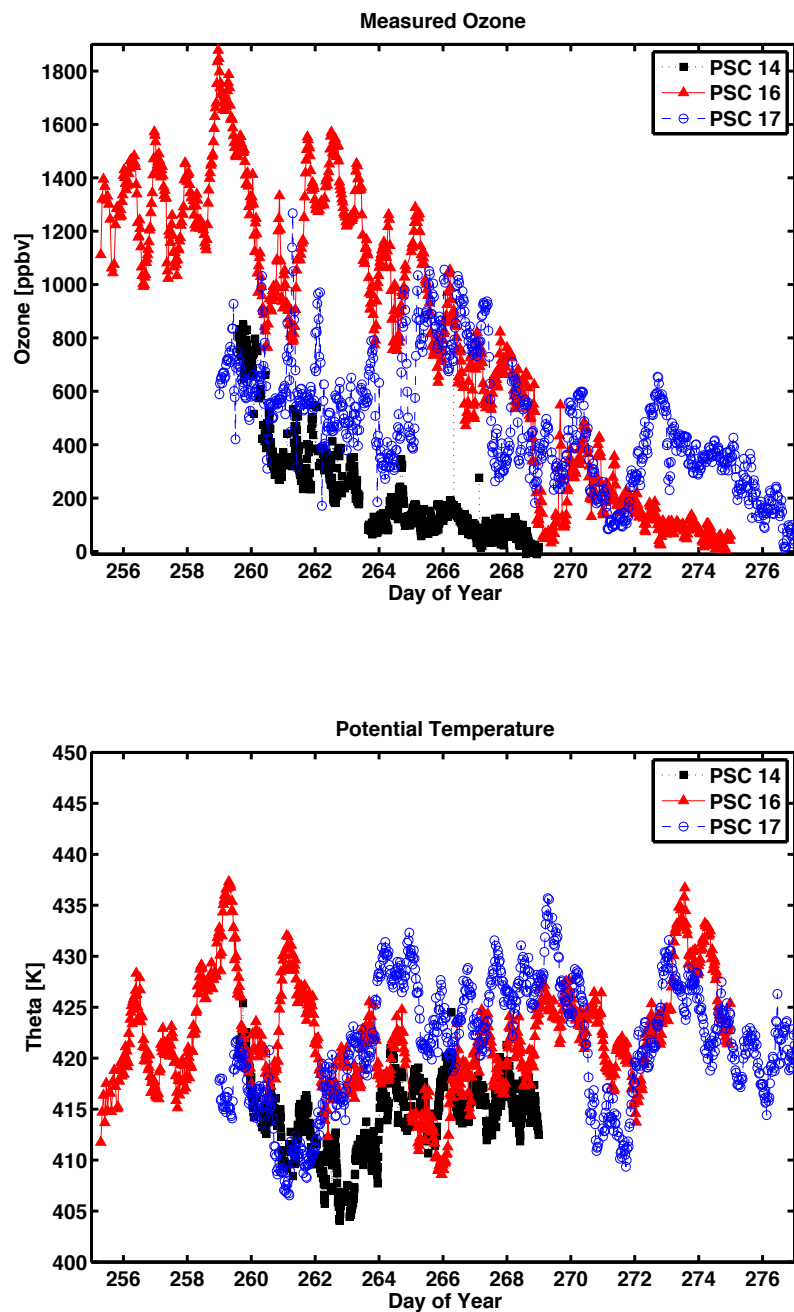 Measured Ozone
1800
1600
1400
1200
1000
800
600
400
200
0
Ozone [ppbv]
PSC 14
PSC 16
PSC 17
256 258 260 262 264 266 268 270 272 274 276
Day of Year
Potential Temperature
450
445
440
435
430
425
420
415
410
405
400
Theta [K]
PSC 14
PSC 16
PSC 17
256 258 260 262 264 266 268 270 272 274 276
Day of Year